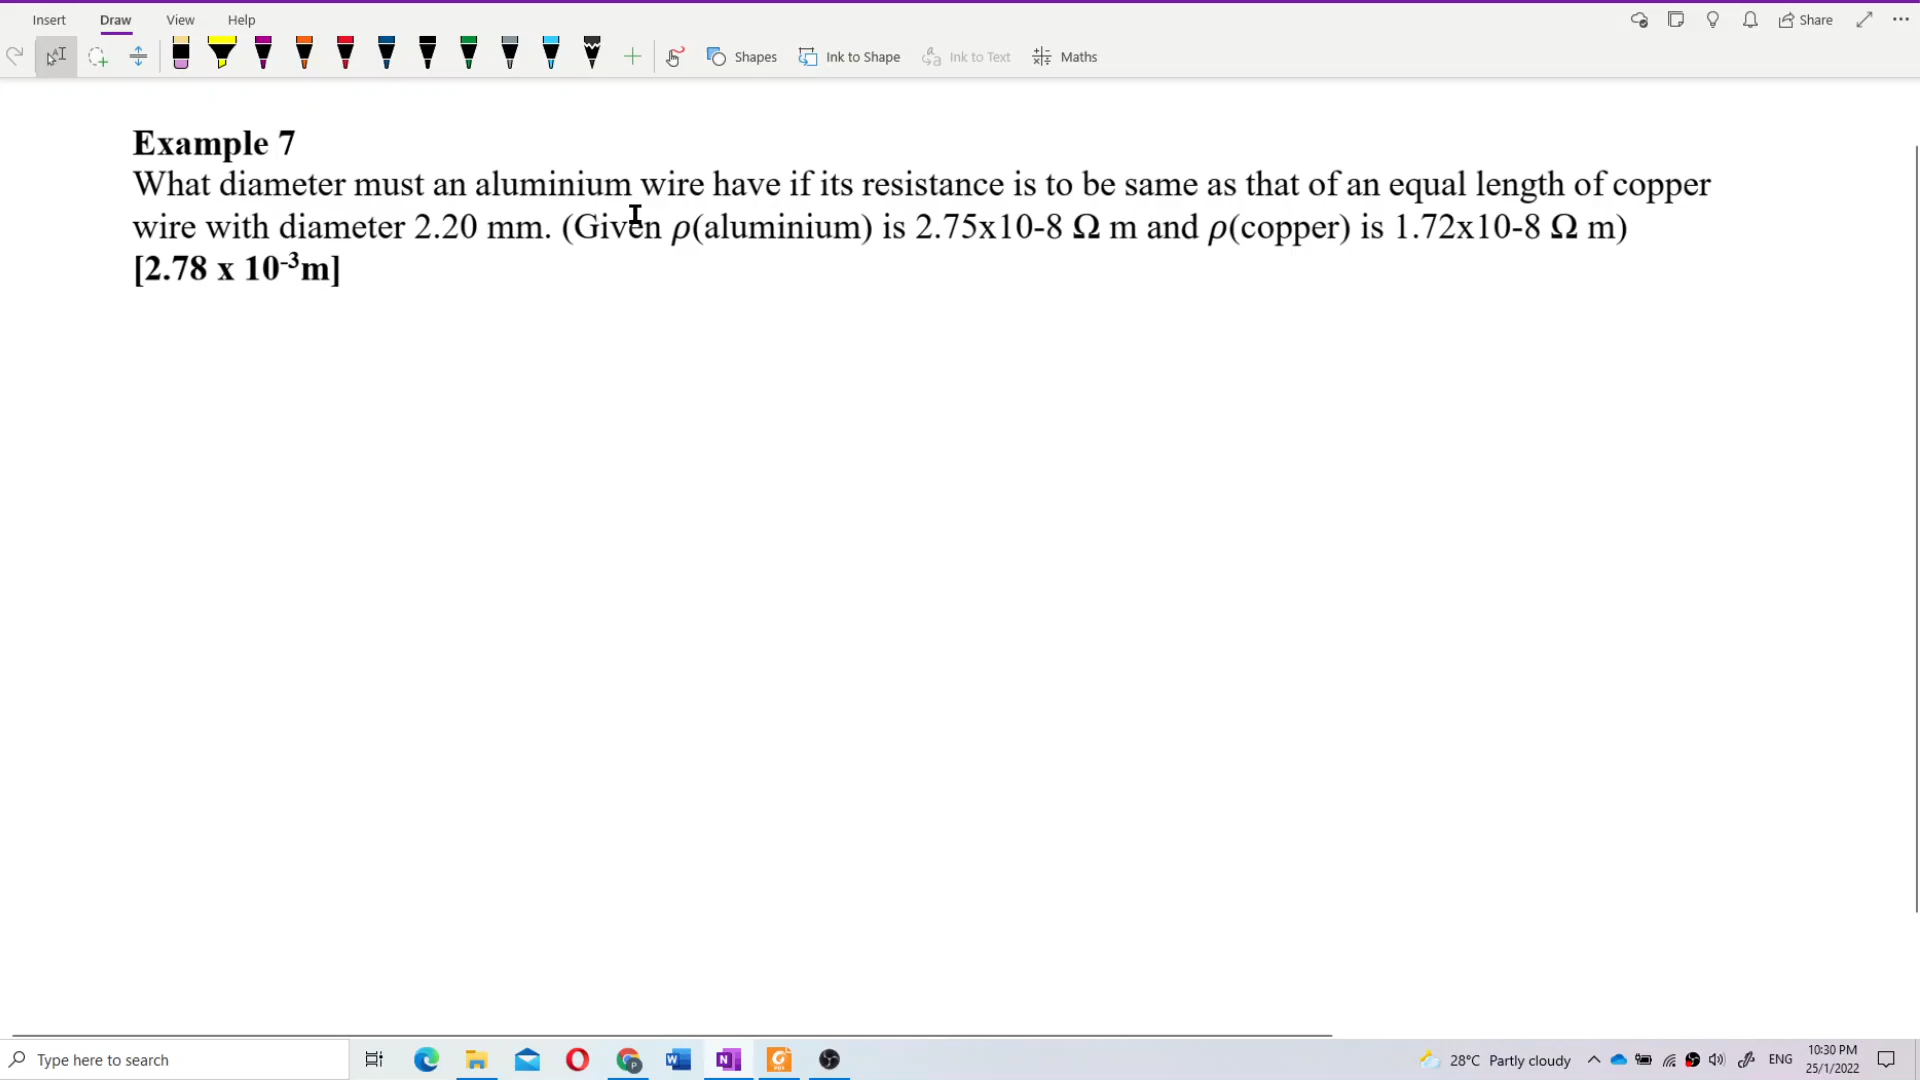 Insert Draw View Help Share
Shapes Ink to Shape Ink to Text Maths
Example 7
What diameter must an aluminium wire have if its resistance is to be same as that of an equal length of copper
wire with diameter 2.20 mm. (Given ρ(aluminium) is 2.75x10-8 Ω m and ρ(copper) is 1.72x10-8 Ω m)
[2.78 x 10⁻³m]
Type here to search 28°C Partly cloudy ENG 10:30 PM
25/1/2022